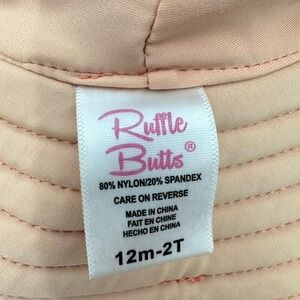 Ruffle
Butts®
80% NYLON/20% SPANDEX
CARE ON REVERSE
MADE IN CHINA
FAIT EN CHINE
HECHO EN CHINA
12m-2T